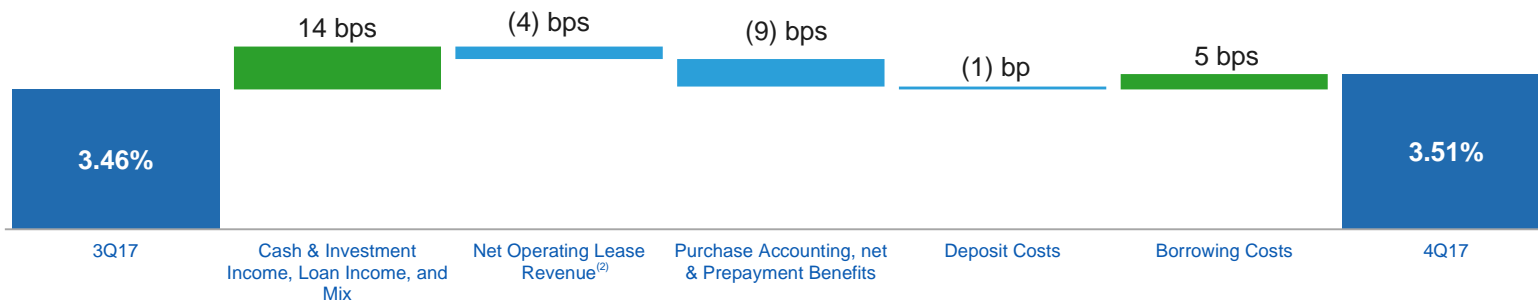 14 bps
(4) bps
(9) bps
(1) bp
5 bps
3.46%
3.51%
3Q17
Cash & Investment
Income, Loan Income, and
Mix
Net Operating Lease
Revenue(2)
Purchase Accounting, net
& Prepayment Benefits
Deposit Costs
Borrowing Costs
4Q17